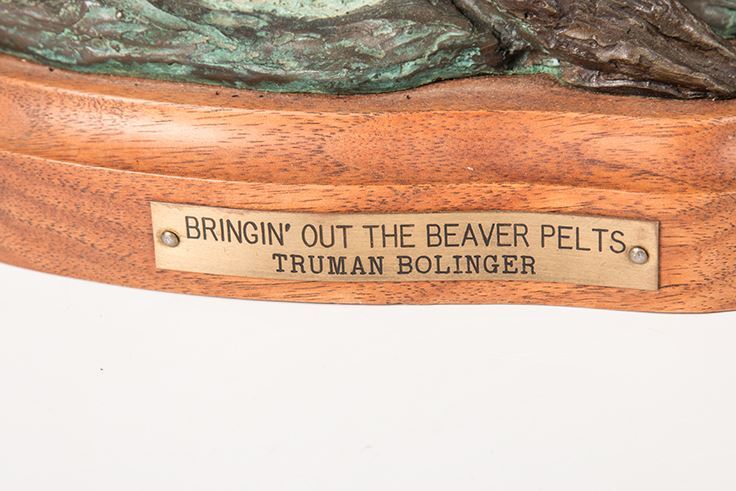 BRINGIN' OUT THE BEAVER PELTS
TRUMAN BOLINGER